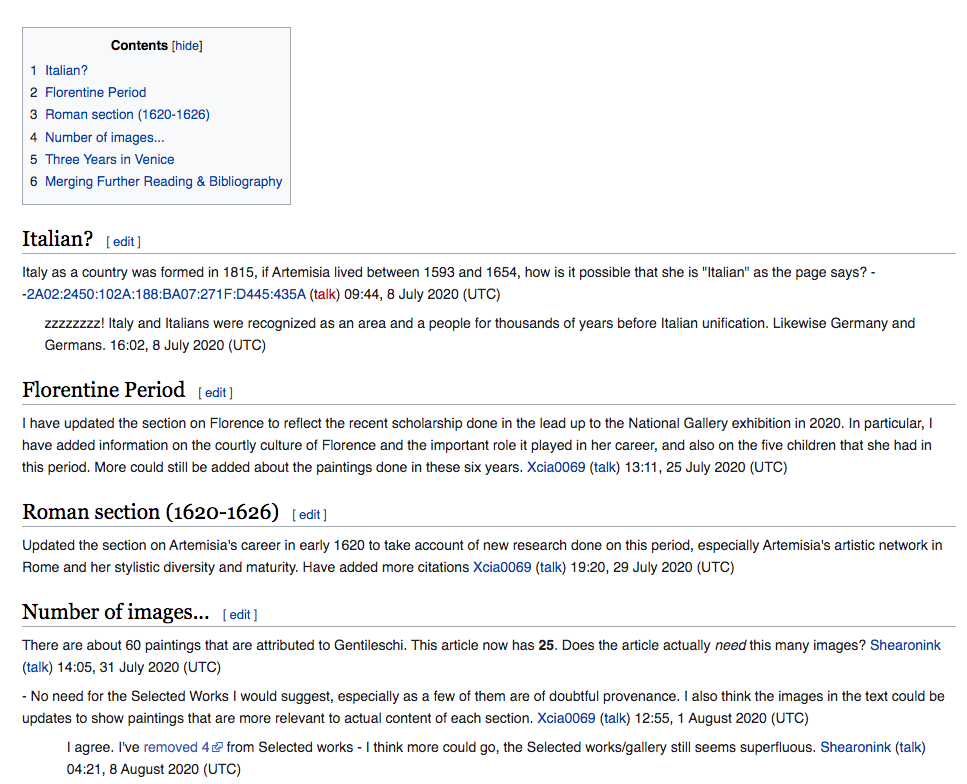 Contents [hide]
1 Italian?
2 Florentine Period
3 Roman section (1620-1626)
4 Number of images...
5 Three Years in Venice
6 Merging Further Reading & Bibliography
Italian? [ edit ]
Italy as a country was formed in 1815, if Artemisia lived between 1593 and 1654, how is it possible that she is "Italian" as the page says? -
-2A02:2450:102A:188:BA07:271F:D445:435A (talk) 09:44, 8 July 2020 (UTC)
zzzzzzzz! Italy and Italians were recognized as an area and a people for thousands of years before Italian unification. Likewise Germany and
Germans. 16:02, 8 July 2020 (UTC)
Florentine Period [ edit ]
I have updated the section on Florence to reflect the recent scholarship done in the lead up to the National Gallery exhibition in 2020. In particular, I
have added information on the courtly culture of Florence and the important role it played in her career, and also on the five children that she had in
this period. More could still be added about the paintings done in these six years. Xcia0069 (talk) 13:11, 25 July 2020 (UTC)
Roman section (1620-1626) [ edit ]
Updated the section on Artemisia's career in early 1620 to take account of new research done on this period, especially Artemisia's artistic network in
Rome and her stylistic diversity and maturity. Have added more citations Xcia0069 (talk) 19:20, 29 July 2020 (UTC)
Number of images... [ edit ]
There are about 60 paintings that are attributed to Gentileschi. This article now has 25. Does the article actually need this many images? Shearonink
(talk) 14:05, 31 July 2020 (UTC)
- No need for the Selected Works I would suggest, especially as a few of them are of doubtful provenance. I also think the images in the text could be
updates to show paintings that are more relevant to actual content of each section. Xcia0069 (talk) 12:55, 1 August 2020 (UTC)
I agree. I've removed 4 from Selected works - I think more could go, the Selected works/gallery still seems superfluous. Shearonink (talk)
04:21, 8 August 2020 (UTC)